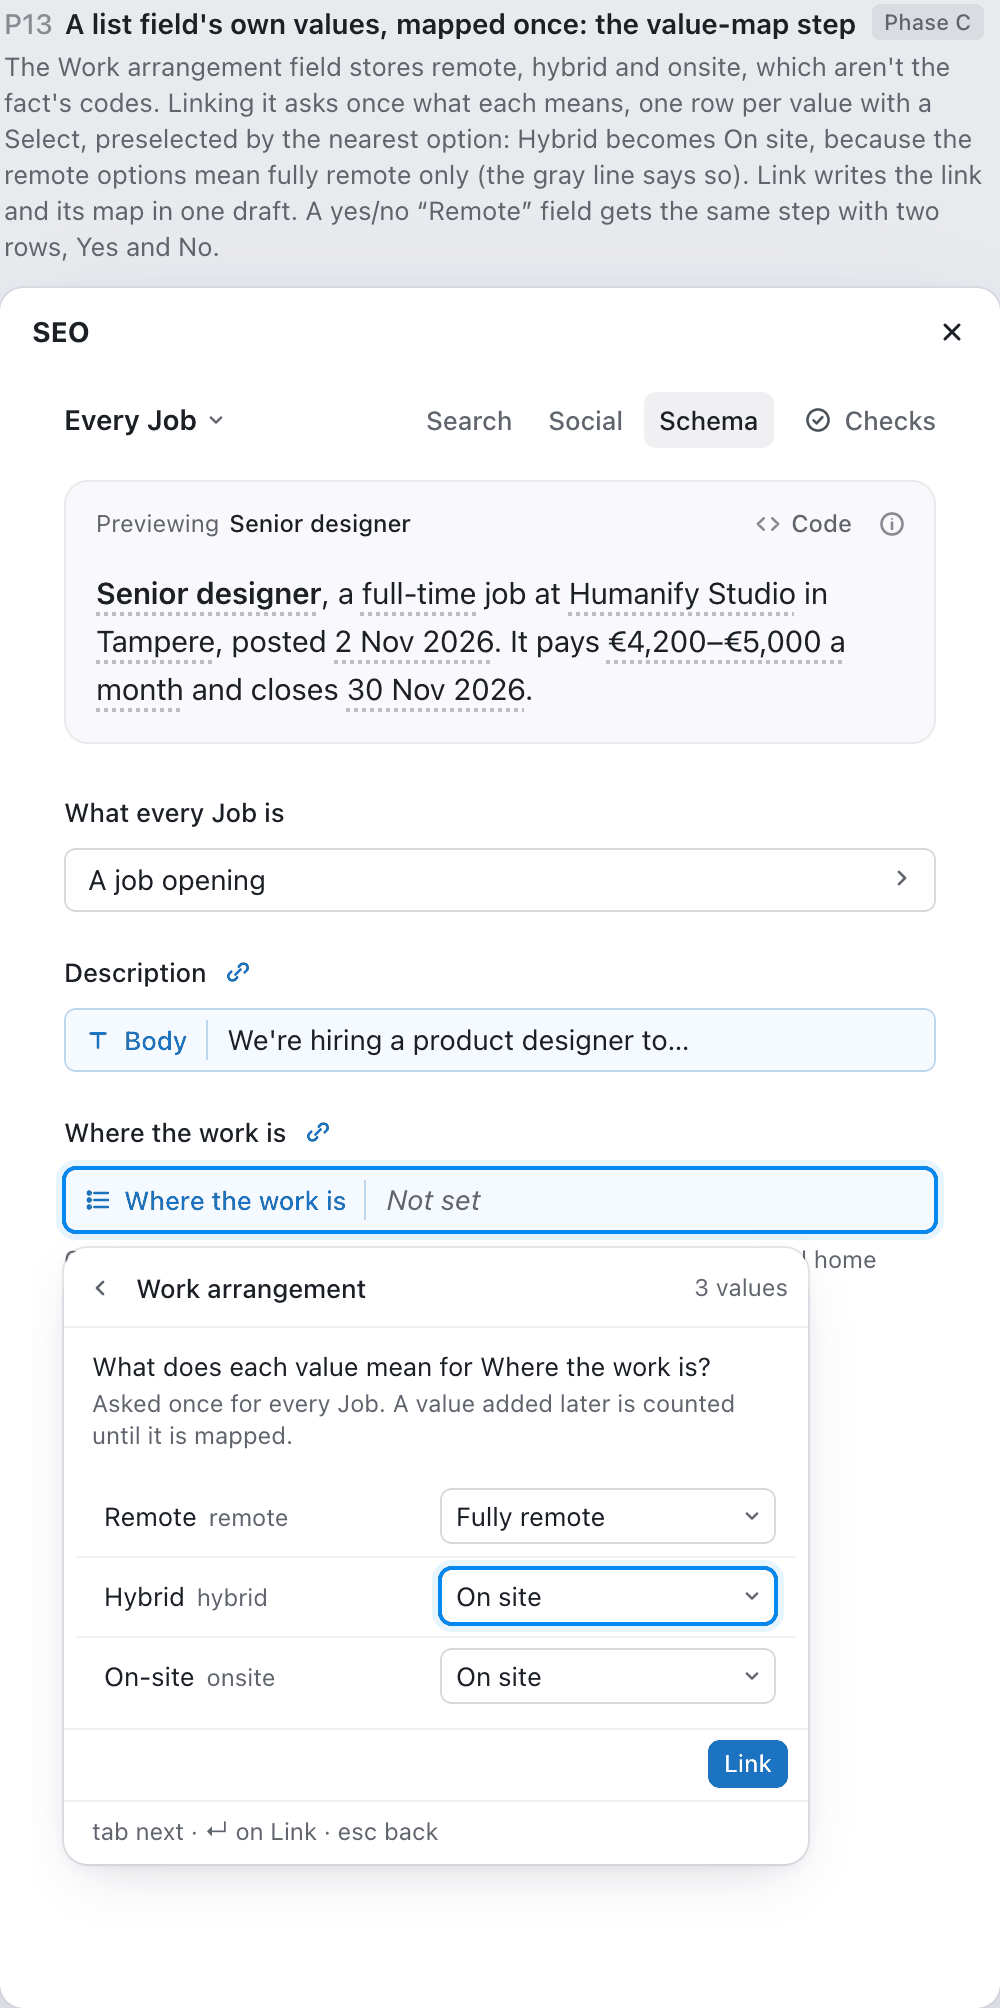 P13 A list field's own values, mapped once: the value-map step Phase C
The Work arrangement field stores remote, hybrid and onsite, which aren't the
fact's codes. Linking it asks once what each means, one row per value with a
Select, preselected by the nearest option: Hybrid becomes On site, because the
remote options mean fully remote only (the gray line says so). Link writes the link
and its map in one draft. A yes/no “Remote” field gets the same step with two
rows, Yes and No.
SEO
Every Job
Search Social Schema Checks
Previewing Senior designer
<> Code
Senior designer, a full-time job at Humanify Studio in
Tampere, posted 2 Nov 2026. It pays €4,200–€5,000 a
month and closes 30 Nov 2026.
What every Job is
A job opening
Description
Body We're hiring a product designer to...
Where the work is
Where the work is Not set
home
Work arrangement 3 values
What does each value mean for Where the work is?
Asked once for every Job. A value added later is counted
until it is mapped.
Remote remote Fully remote
Hybrid hybrid On site
On-site onsite On site
Link
tab next · ↵ on Link · esc back